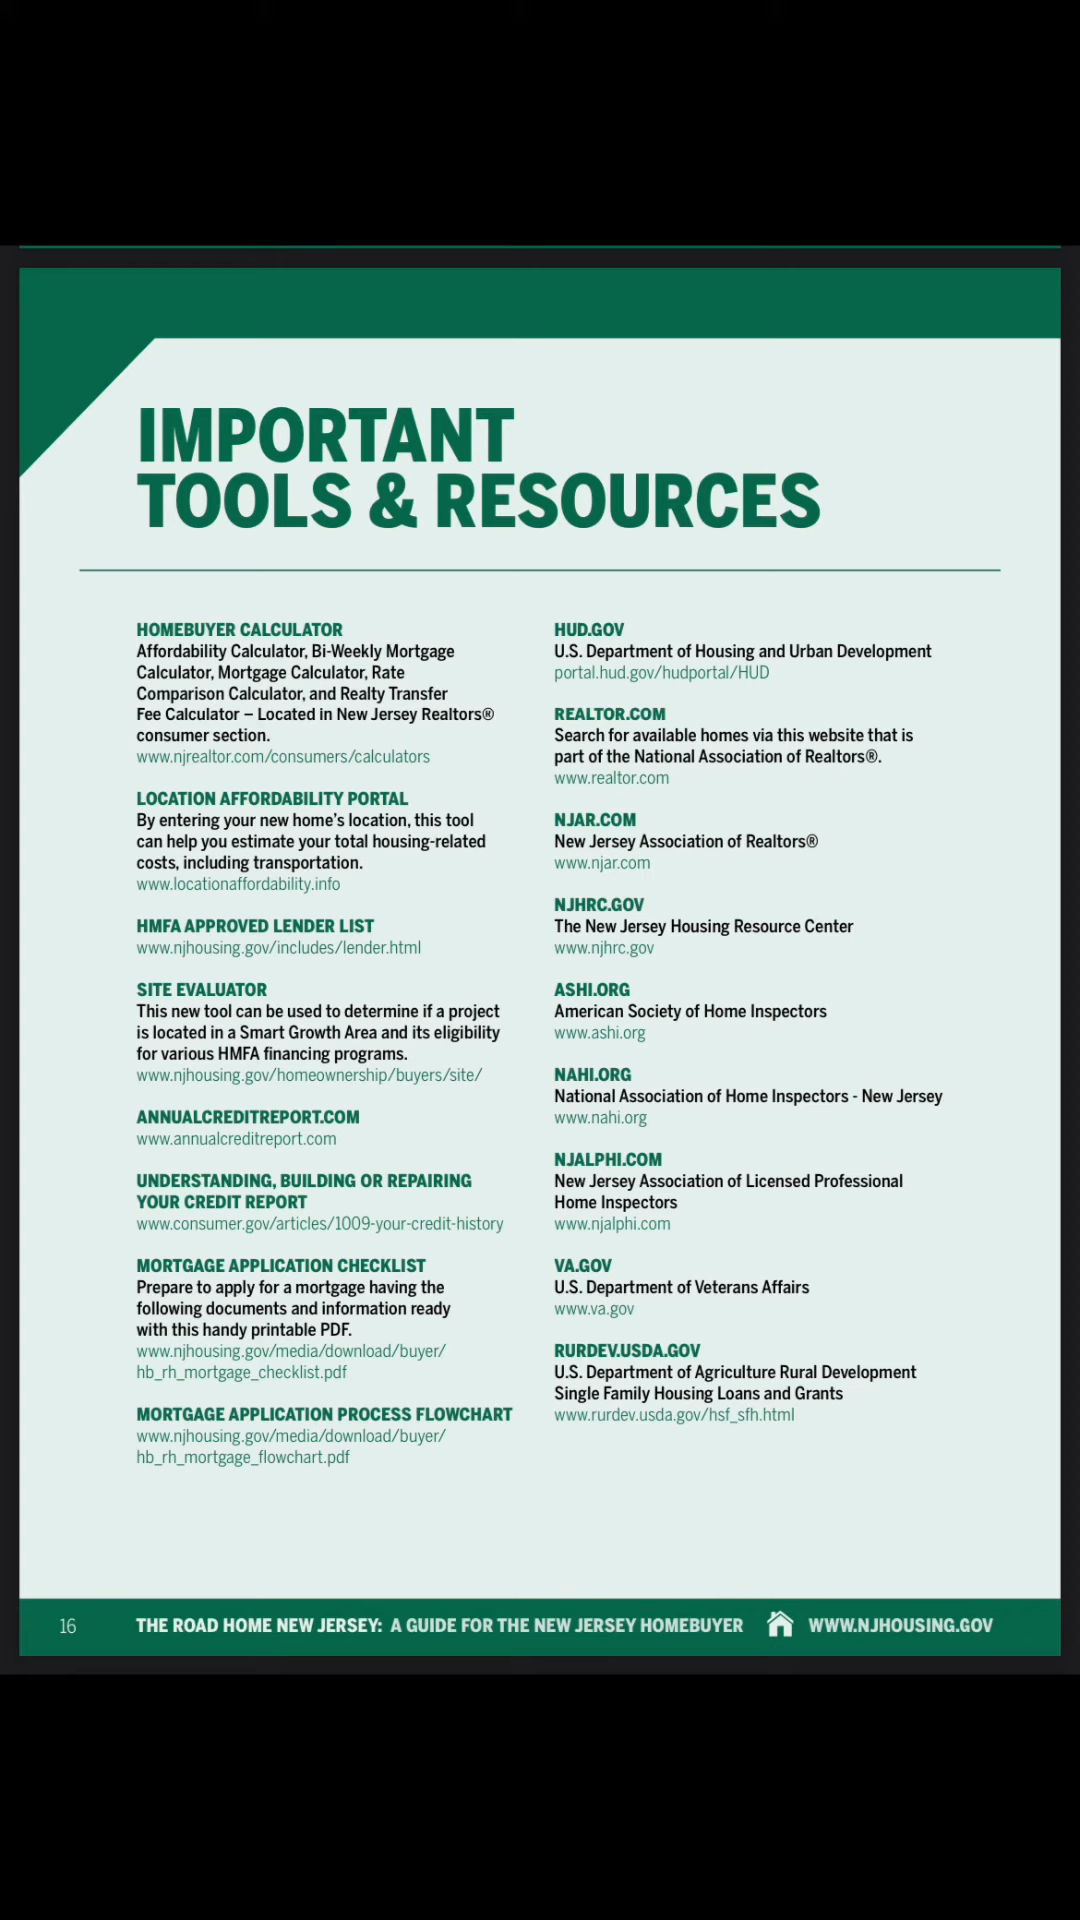 IMPORTANT
TOOLS & RESOURCES
HOMEBUYER CALCULATOR
Affordability Calculator, Bi-Weekly Mortgage
Calculator, Mortgage Calculator, Rate
Comparison Calculator, and Realty Transfer
Fee Calculator – Located in New Jersey Realtors®
consumer section.
www.njrealtor.com/consumers/calculators
LOCATION AFFORDABILITY PORTAL
By entering your new home's location, this tool
can help you estimate your total housing-related
costs, including transportation.
www.locationaffordability.info
HMFA APPROVED LENDER LIST
www.njhousing.gov/includes/lender.html
SITE EVALUATOR
This new tool can be used to determine if a project
is located in a Smart Growth Area and its eligibility
for various HMFA financing programs.
www.njhousing.gov/homeownership/buyers/site/
ANNUALCREDITREPORT.COM
www.annualcreditreport.com
UNDERSTANDING, BUILDING OR REPAIRING
YOUR CREDIT REPORT
www.consumer.gov/articles/1009-your-credit-history
MORTGAGE APPLICATION CHECKLIST
Prepare to apply for a mortgage having the
following documents and information ready
with this handy printable PDF.
www.njhousing.gov/media/download/buyer/
hb_rh_mortgage_checklist.pdf
MORTGAGE APPLICATION PROCESS FLOWCHART
www.njhousing.gov/media/download/buyer/
hb_rh_mortgage_flowchart.pdf
HUD.GOV
U.S. Department of Housing and Urban Development
portal.hud.gov/hudportal/HUD
REALTOR.COM
Search for available homes via this website that is
part of the National Association of Realtors®.
www.realtor.com
NJAR.COM
New Jersey Association of Realtors®
www.njar.com
NJHRC.GOV
The New Jersey Housing Resource Center
www.njhrc.gov
ASHI.ORG
American Society of Home Inspectors
www.ashi.org
NAHI.ORG
National Association of Home Inspectors - New Jersey
www.nahi.org
NJALPHI.COM
New Jersey Association of Licensed Professional
Home Inspectors
www.njalphi.com
VA.GOV
U.S. Department of Veterans Affairs
www.va.gov
RURDEV.USDA.GOV
U.S. Department of Agriculture Rural Development
Single Family Housing Loans and Grants
www.rurdev.usda.gov/hsf_sfh.html
16 THE ROAD HOME NEW JERSEY: A GUIDE FOR THE NEW JERSEY HOMEBUYER WWW.NJHOUSING.GOV